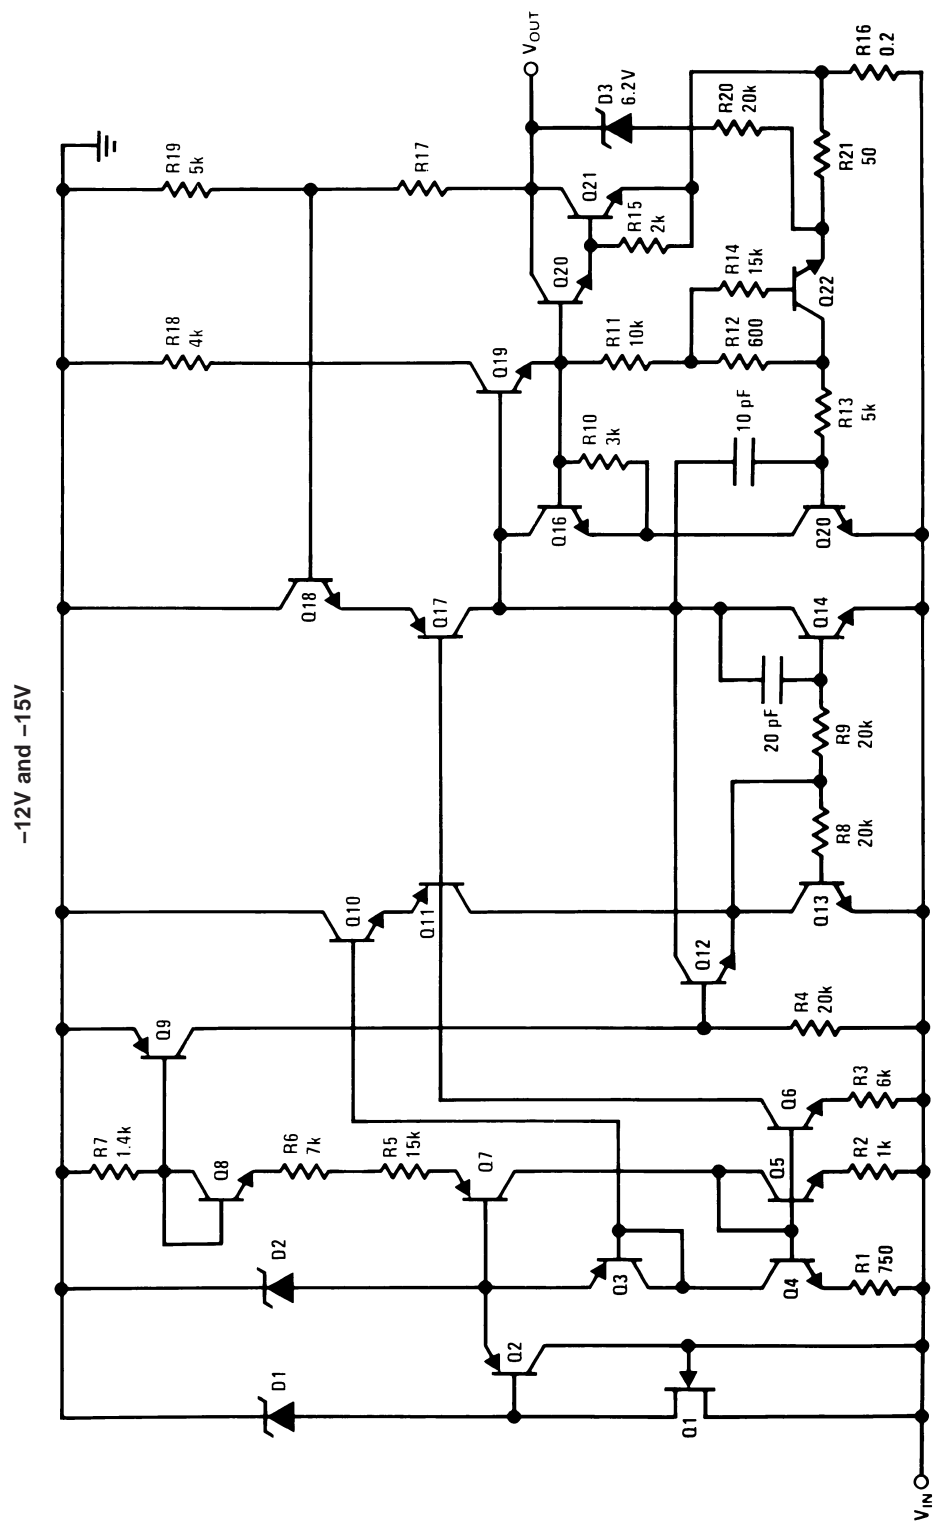 –12V and –15V
R19
5k
R18
4k
R17
VOUT
D3
6.2V
R20
20k
R16
0.2
R21
50
Q21
R15
2k
Q20
R14
15k
Q22
R12
600
R11
10k
Q19
R10
3k
10 pF
R13
5k
Q16
Q20
Q18
Q17
Q14
20 pF
R9
20k
R8
20k
Q10
Q11
Q13
Q12
R4
20k
Q9
R7
1.4k
Q8
R6
7k
R5
15k
Q7
Q6
R3
6k
Q5
R2
1k
D2
Q3
Q4
R1
750
D1
Q2
Q1
VIN